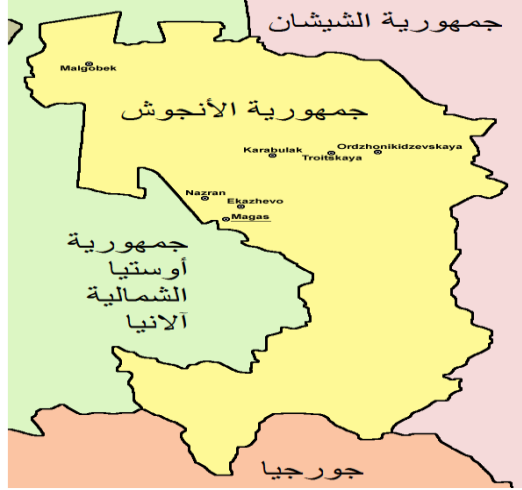 جمهورية الشيشان
Malgobek
جمهورية الأنجوش
Karabulak
Troitskaya
Ordzhonikidzevskaya
Nazran
Ekazhevo
Magas
جمهورية
أوستيا
الشمالية
آلانيا
جورجيا